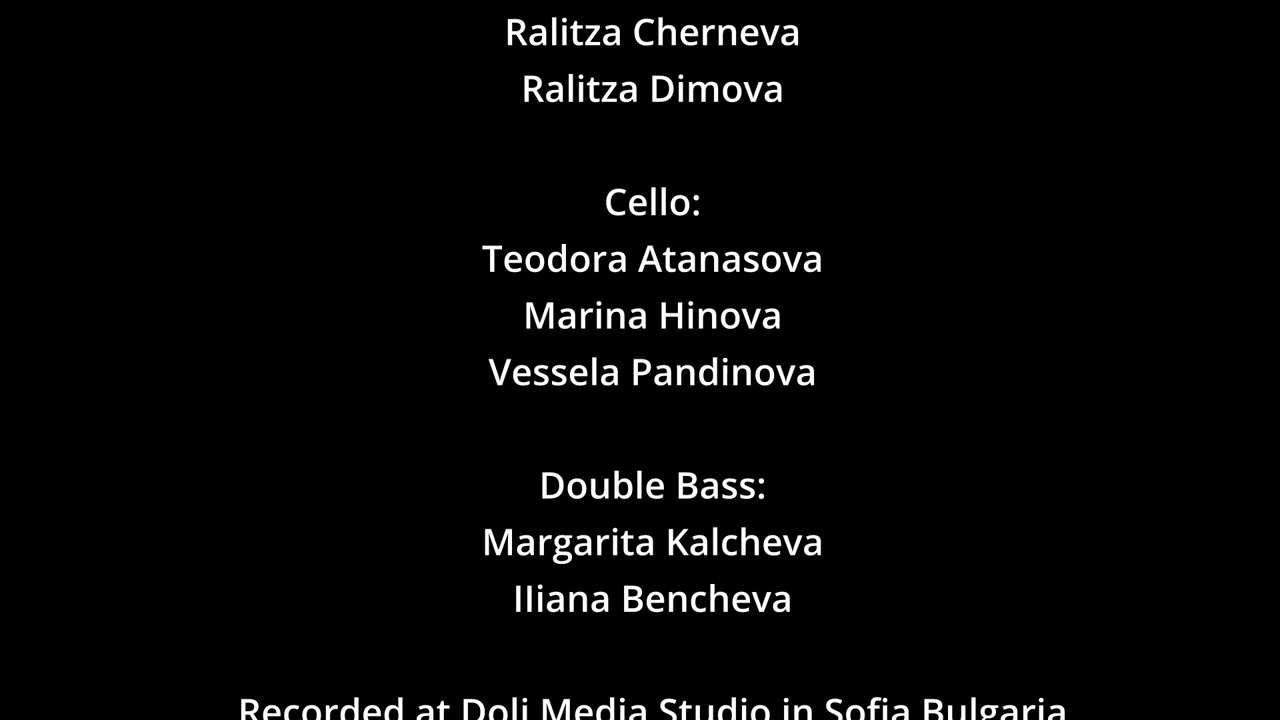 Ralitza Cherneva
Ralitza Dimova
Cello:
Teodora Atanasova
Marina Hinova
Vessela Pandinova
Double Bass:
Margarita Kalcheva
IIiana Bencheva
Recorded at Doli Media Studio in Sofia Bulgaria